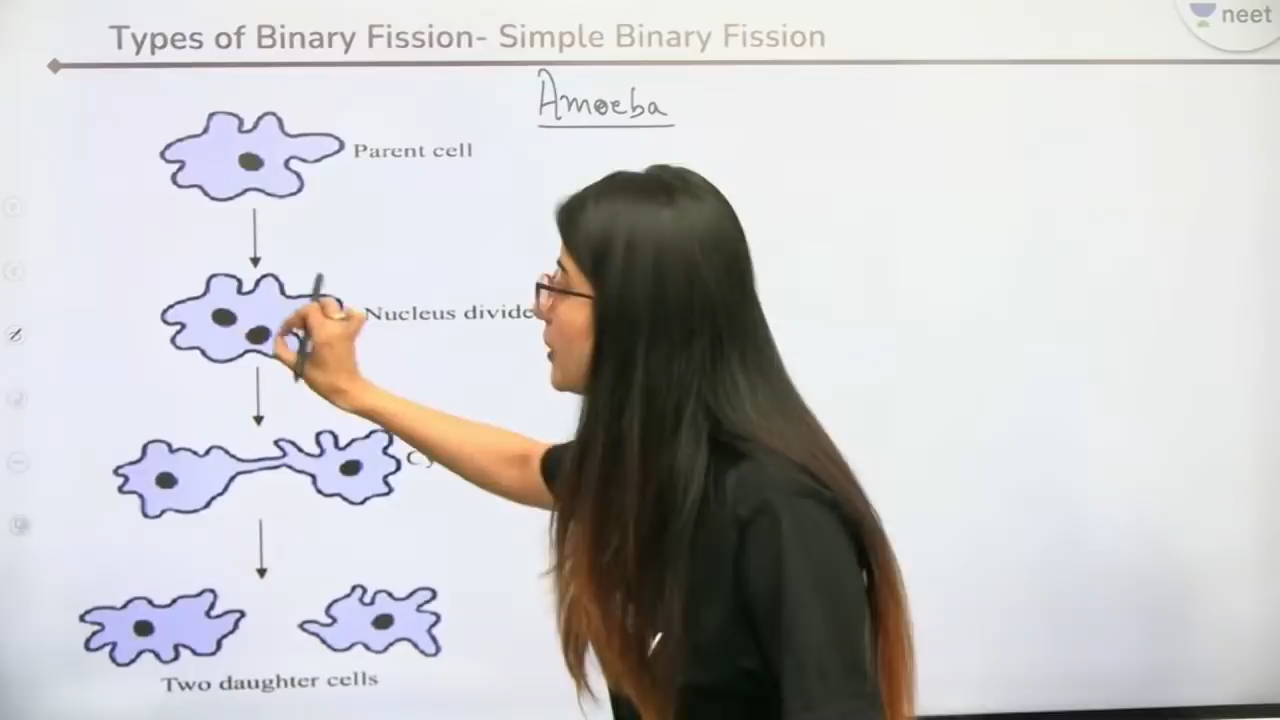 Types of Binary Fission- Simple Binary Fission
neet
Amoeba
Parent cell
Nucleus divide
Two daughter cells